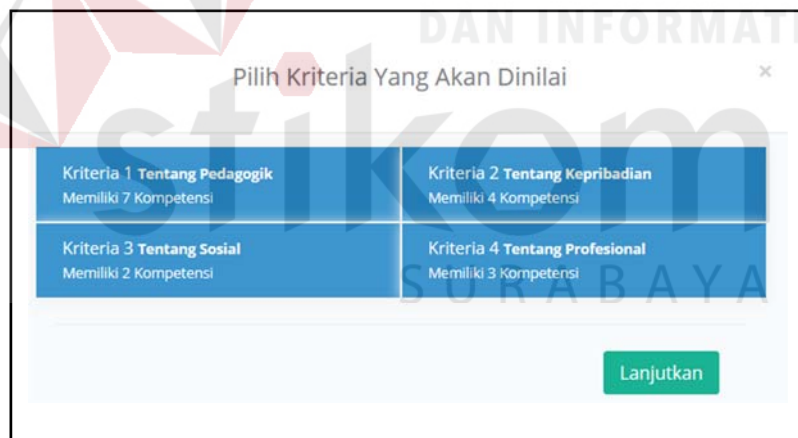 DAN INFORMATI
Pilih Kriteria Yang Akan Dinilai
×
stikom
Kriteria 1 Tentang Pedagogik
Memiliki 7 Kompetensi
Kriteria 2 Tentang Kepribadian
Memiliki 4 Kompetensi
Kriteria 3 Tentang Sosial
Memiliki 2 Kompetensi
Kriteria 4 Tentang Profesional
Memiliki 3 Kompetensi
SURABAYA
Lanjutkan